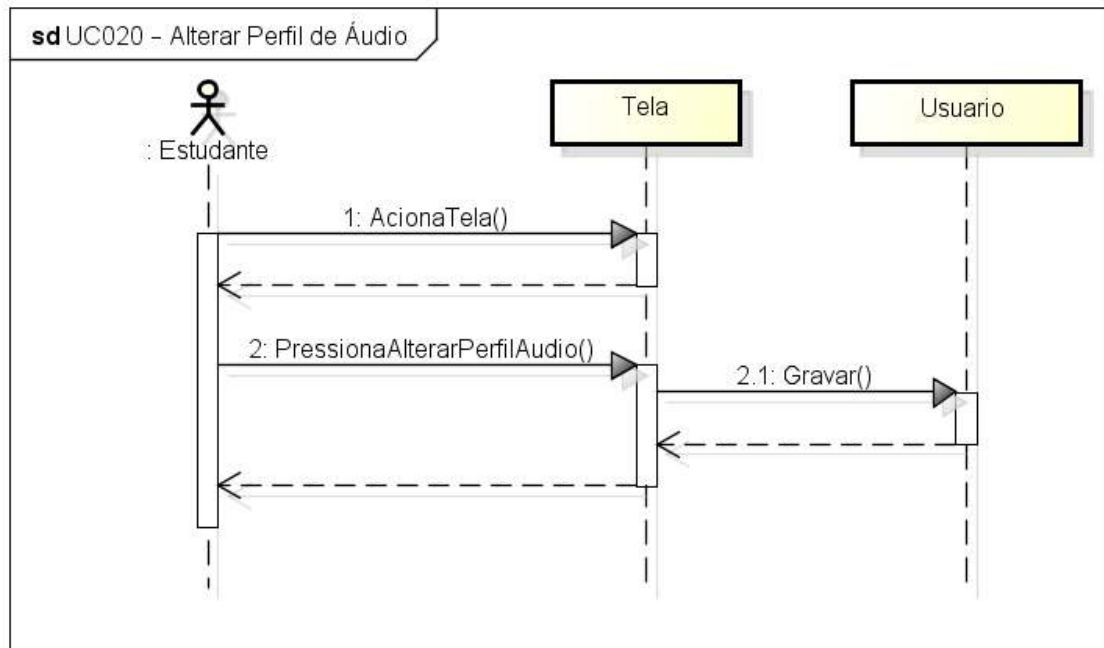 sd UC020 – Alterar Perfil de Áudio
Tela
Usuario
: Estudante
1: AcionaTela()
2: PressionaAlterarPerfilAudio()
2.1: Gravar()